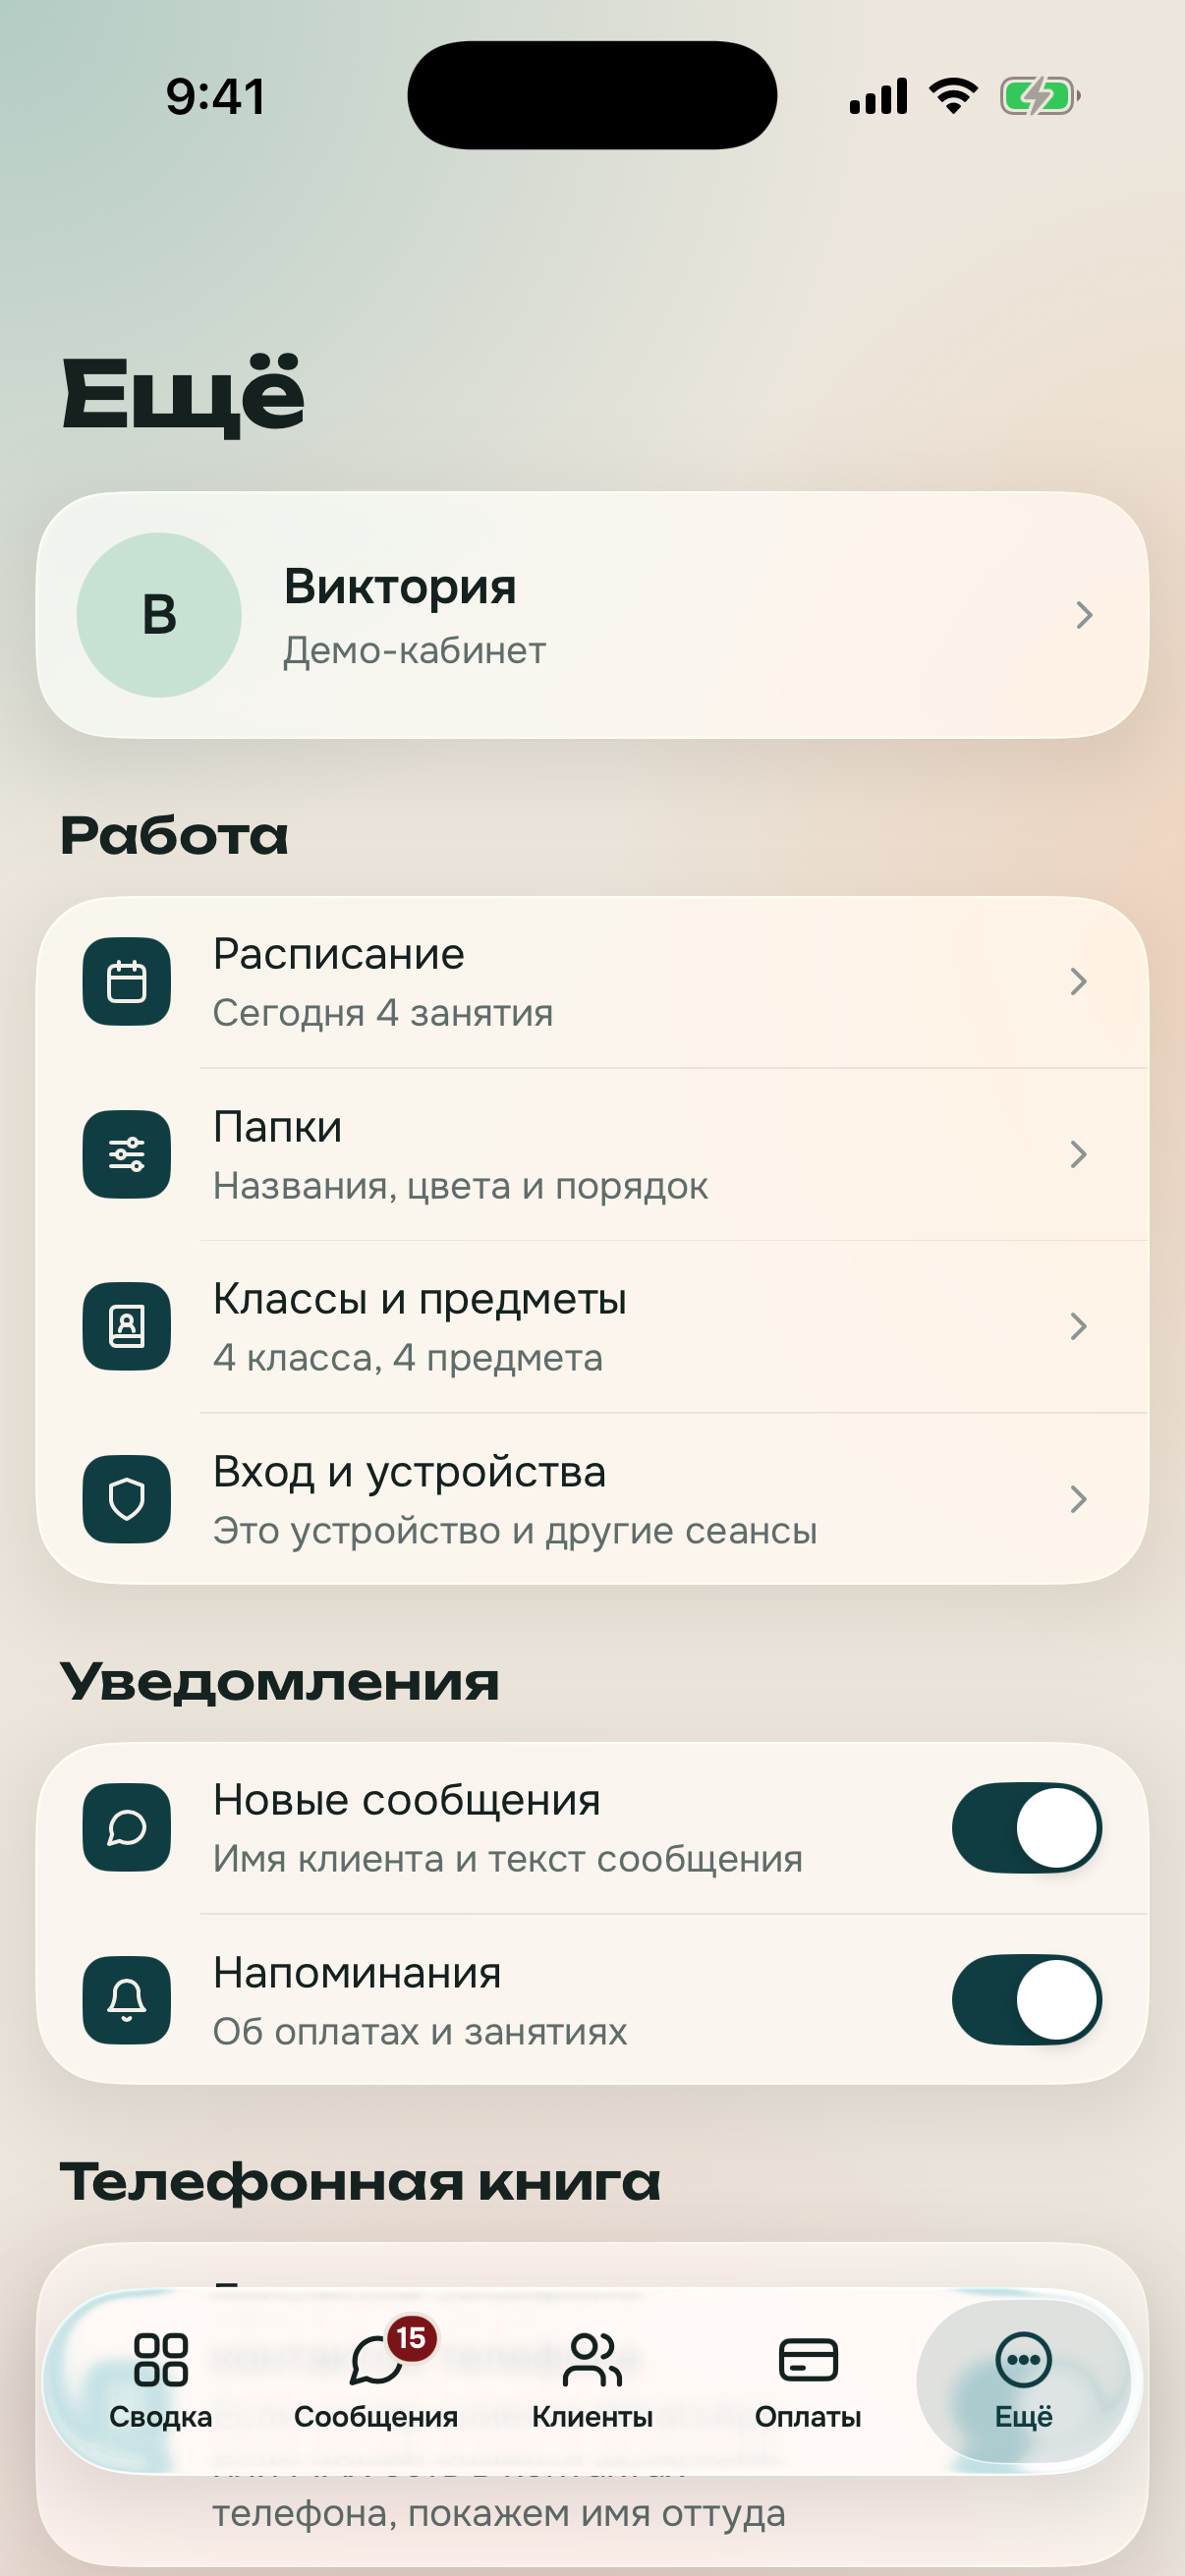 9:41
Ещё
В
Виктория
Демо-кабинет
Работа
Расписание
Сегодня 4 занятия
Папки
Названия, цвета и порядок
Классы и предметы
4 класса, 4 предмета
Вход и устройства
Это устройство и другие сеансы
Уведомления
Новые сообщения
Имя клиента и текст сообщения
Напоминания
Об оплатах и занятиях
Телефонная книга
15
Сводка
Сообщения
Клиенты
Оплаты
Ещё
телефона, покажем имя оттуда